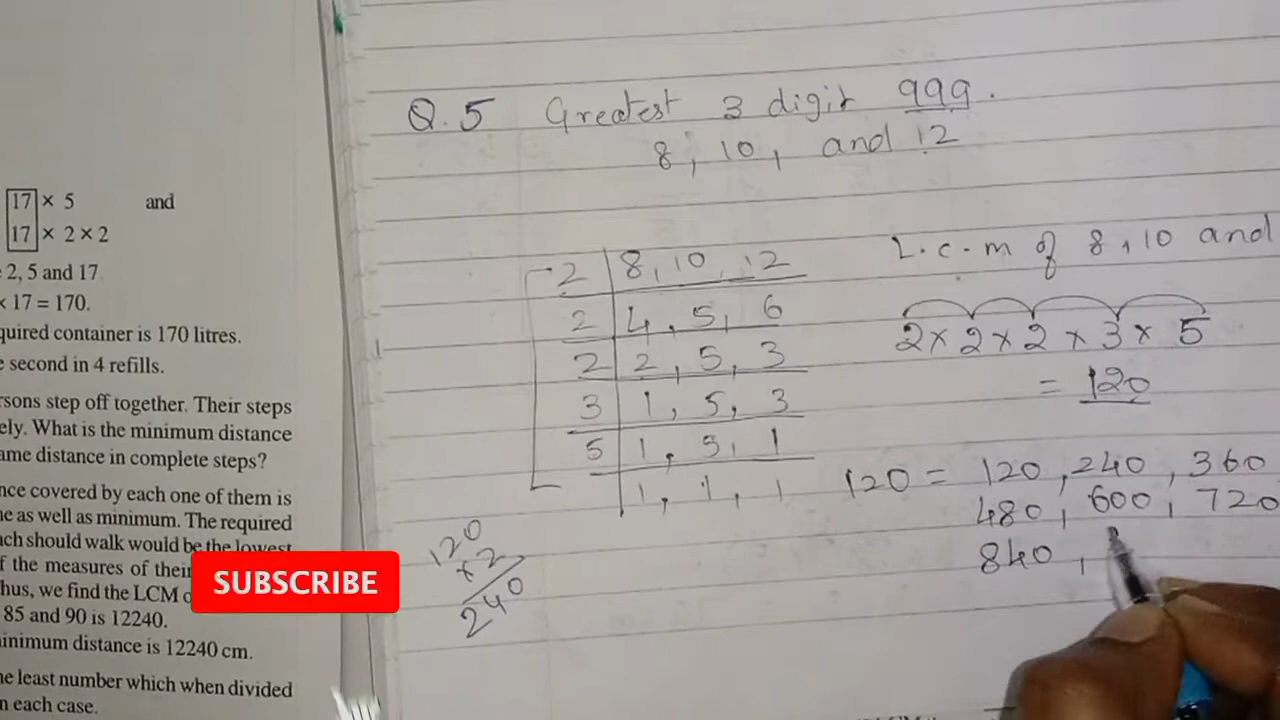 17 × 5 and
17 × 2 × 2
2, 5 and 17
× 17 = 170.
quired container is 170 litres.
second in 4 refills.
rsons step off together. Their steps
ely. What is the minimum distance
ame distance in complete steps?
nce covered by each one of them is
e as well as minimum. The required
ach should walk would be the lowest
f the measures of their
hus, we find the LCM
85 and 90 is 12240.
inimum distance is 12240 cm.
he least number which when divided
n each case.
Q.5 Greatest 3 digit 999.
8, 10, and 12
2 8, 10, 12
2 4, 5, 6
2 2, 5, 3
3 1, 5, 3
5 1, 5, 1
1, 1, 1
L.c.m of 8, 10 and
2 × 2 × 2 × 3 × 5
= 120
120 = 120, 240, 360
480, 600, 720
840,
120
×2
240
SUBSCRIBE